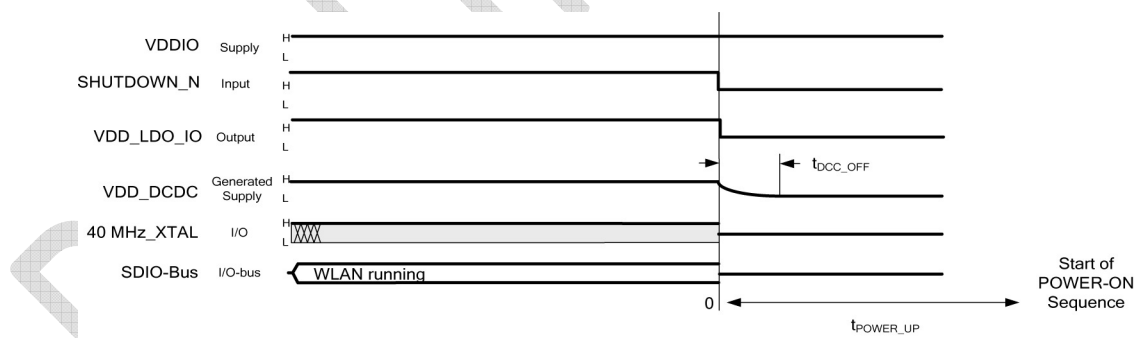 VDDIO Supply H
L
SHUTDOWN_N Input H
L
VDD_LDO_IO Output H
L
tDCC_OFF
VDD_DCDC Generated Supply H
L
40 MHz_XTAL I/O H
L
SDIO-Bus I/O-bus WLAN running
0
tPOWER_UP
Start of
POWER-ON
Sequence